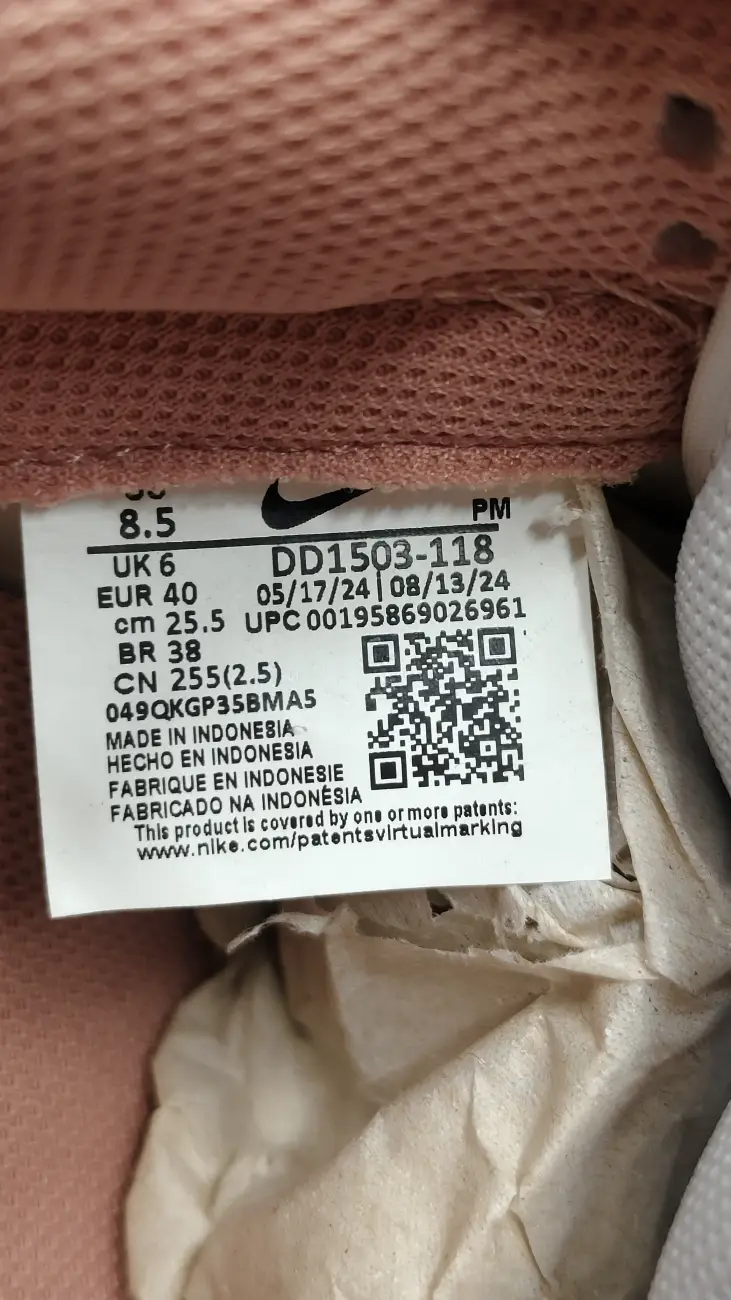 8.5 PM
UK 6 DD1503-118
EUR 40 05/17/24 | 08/13/24
cm 25.5 UPC 00195869026961
BR 38
CN 255(2.5)
049QKGP35BMA5
MADE IN INDONESIA
HECHO EN INDONESIA
FABRIQUE EN INDONESIE
FABRICADO NA INDONÉSIA
This product is covered by one or more patents:
www.nike.com/patentsvirtualmarking